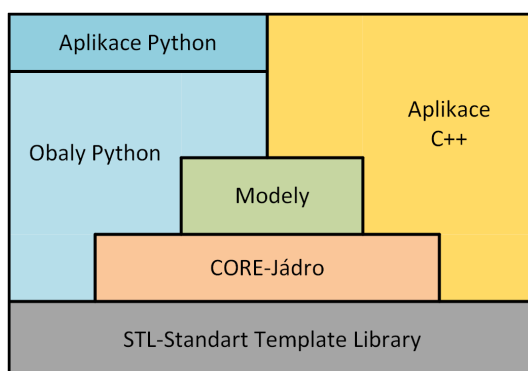 Aplikace Python
Aplikace
C++
Obaly Python
Modely
CORE-Jádro
STL-Standart Template Library